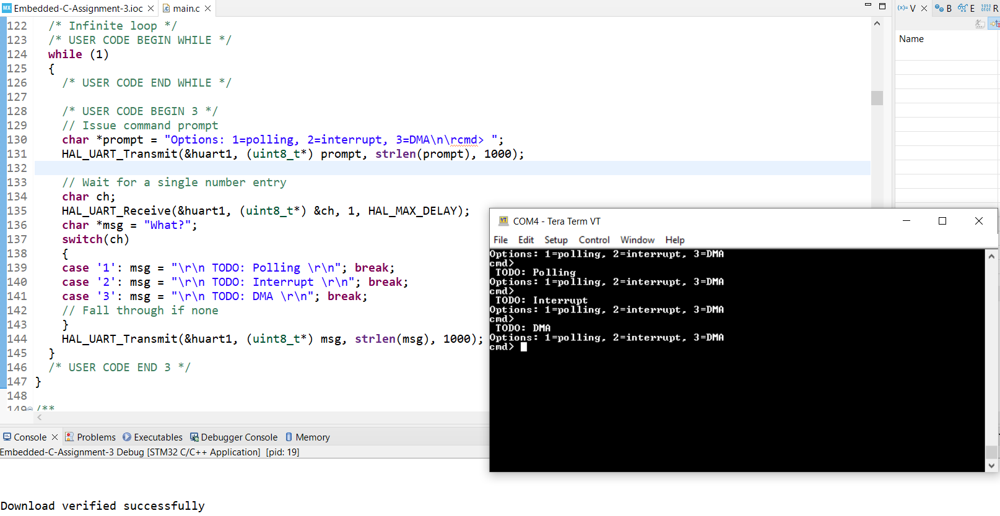 MX Embedded-C-Assignment-3.ioc main.c
122 /* Infinite loop */
123 /* USER CODE BEGIN WHILE */
124 while (1)
125 {
126 /* USER CODE END WHILE */
127
128 /* USER CODE BEGIN 3 */
129 // Issue command prompt
130 char *prompt = "Options: 1=polling, 2=interrupt, 3=DMA\n\rcmd> ";
131 HAL_UART_Transmit(&huart1, (uint8_t*) prompt, strlen(prompt), 1000);
132
133 // Wait for a single number entry
134 char ch;
135 HAL_UART_Receive(&huart1, (uint8_t*) &ch, 1, HAL_MAX_DELAY);
136 char *msg = "What?";
137 switch(ch)
138 {
139 case '1': msg = "\r\n TODO: Polling \r\n"; break;
140 case '2': msg = "\r\n TODO: Interrupt \r\n"; break;
141 case '3': msg = "\r\n TODO: DMA \r\n"; break;
142 // Fall through if none
143 }
144 HAL_UART_Transmit(&huart1, (uint8_t*) msg, strlen(msg), 1000);
145 }
146 /* USER CODE END 3 */
147 }
148
149 /**
(x)= V B E R
Name
VT COM4 - Tera Term VT
File Edit Setup Control Window Help
Options: 1=polling, 2=interrupt, 3=DMA
cmd>
TODO: Polling
Options: 1=polling, 2=interrupt, 3=DMA
cmd>
TODO: Interrupt
Options: 1=polling, 2=interrupt, 3=DMA
cmd>
TODO: DMA
Options: 1=polling, 2=interrupt, 3=DMA
cmd>
Console Problems Executables Debugger Console Memory
Embedded-C-Assignment-3 Debug [STM32 C/C++ Application] [pid: 19]
Download verified successfully